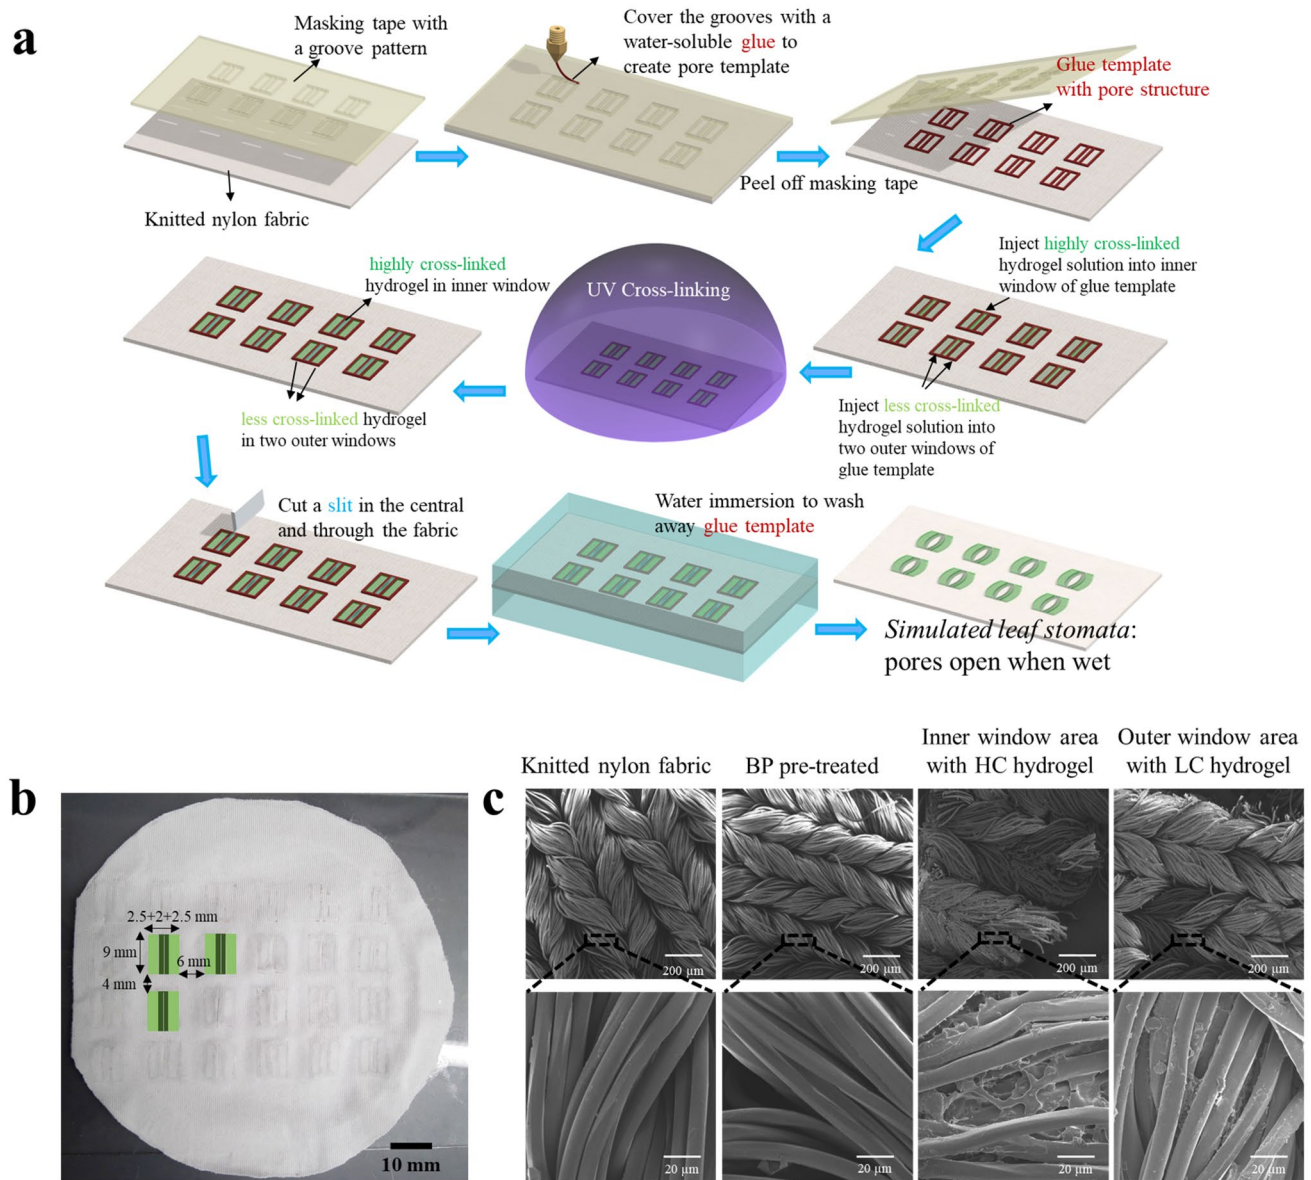 a
Masking tape with
a groove pattern
Knitted nylon fabric
Cover the grooves with a
water-soluble glue to
create pore template
Peel off masking tape
Glue template
with pore structure
Inject highly cross-linked
hydrogel solution into inner
window of glue template
Inject less cross-linked
hydrogel solution into
two outer windows of
glue template
UV Cross-linking
highly cross-linked
hydrogel in inner window
less cross-linked hydrogel
in two outer windows
Cut a slit in the central
and through the fabric
Water immersion to wash
away glue template
Simulated leaf stomata:
pores open when wet
b
2.5+2+2.5 mm
9 mm
6 mm
4 mm
10 mm
c
Knitted nylon fabric
BP pre-treated
Inner window area
with HC hydrogel
Outer window area
with LC hydrogel
200 µm
200 µm
200 µm
200 µm
20 µm
20 µm
20 µm
20 µm